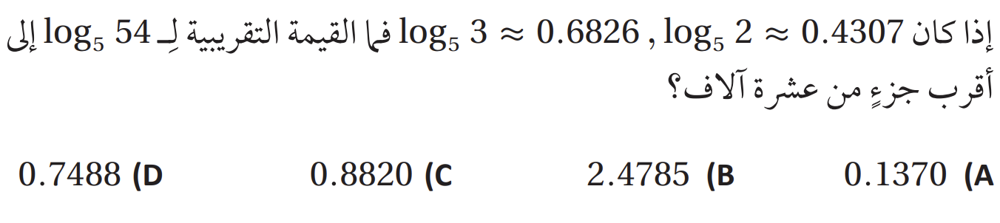 إذا كان log₅ 3 ≈ 0.6826 , log₅ 2 ≈ 0.4307 فما القيمة التقريبية لِـ log₅ 54 إلى
أقرب جزءٍ من عشرة آلاف؟
0.1370 (A 2.4785 (B 0.8820 (C 0.7488 (D